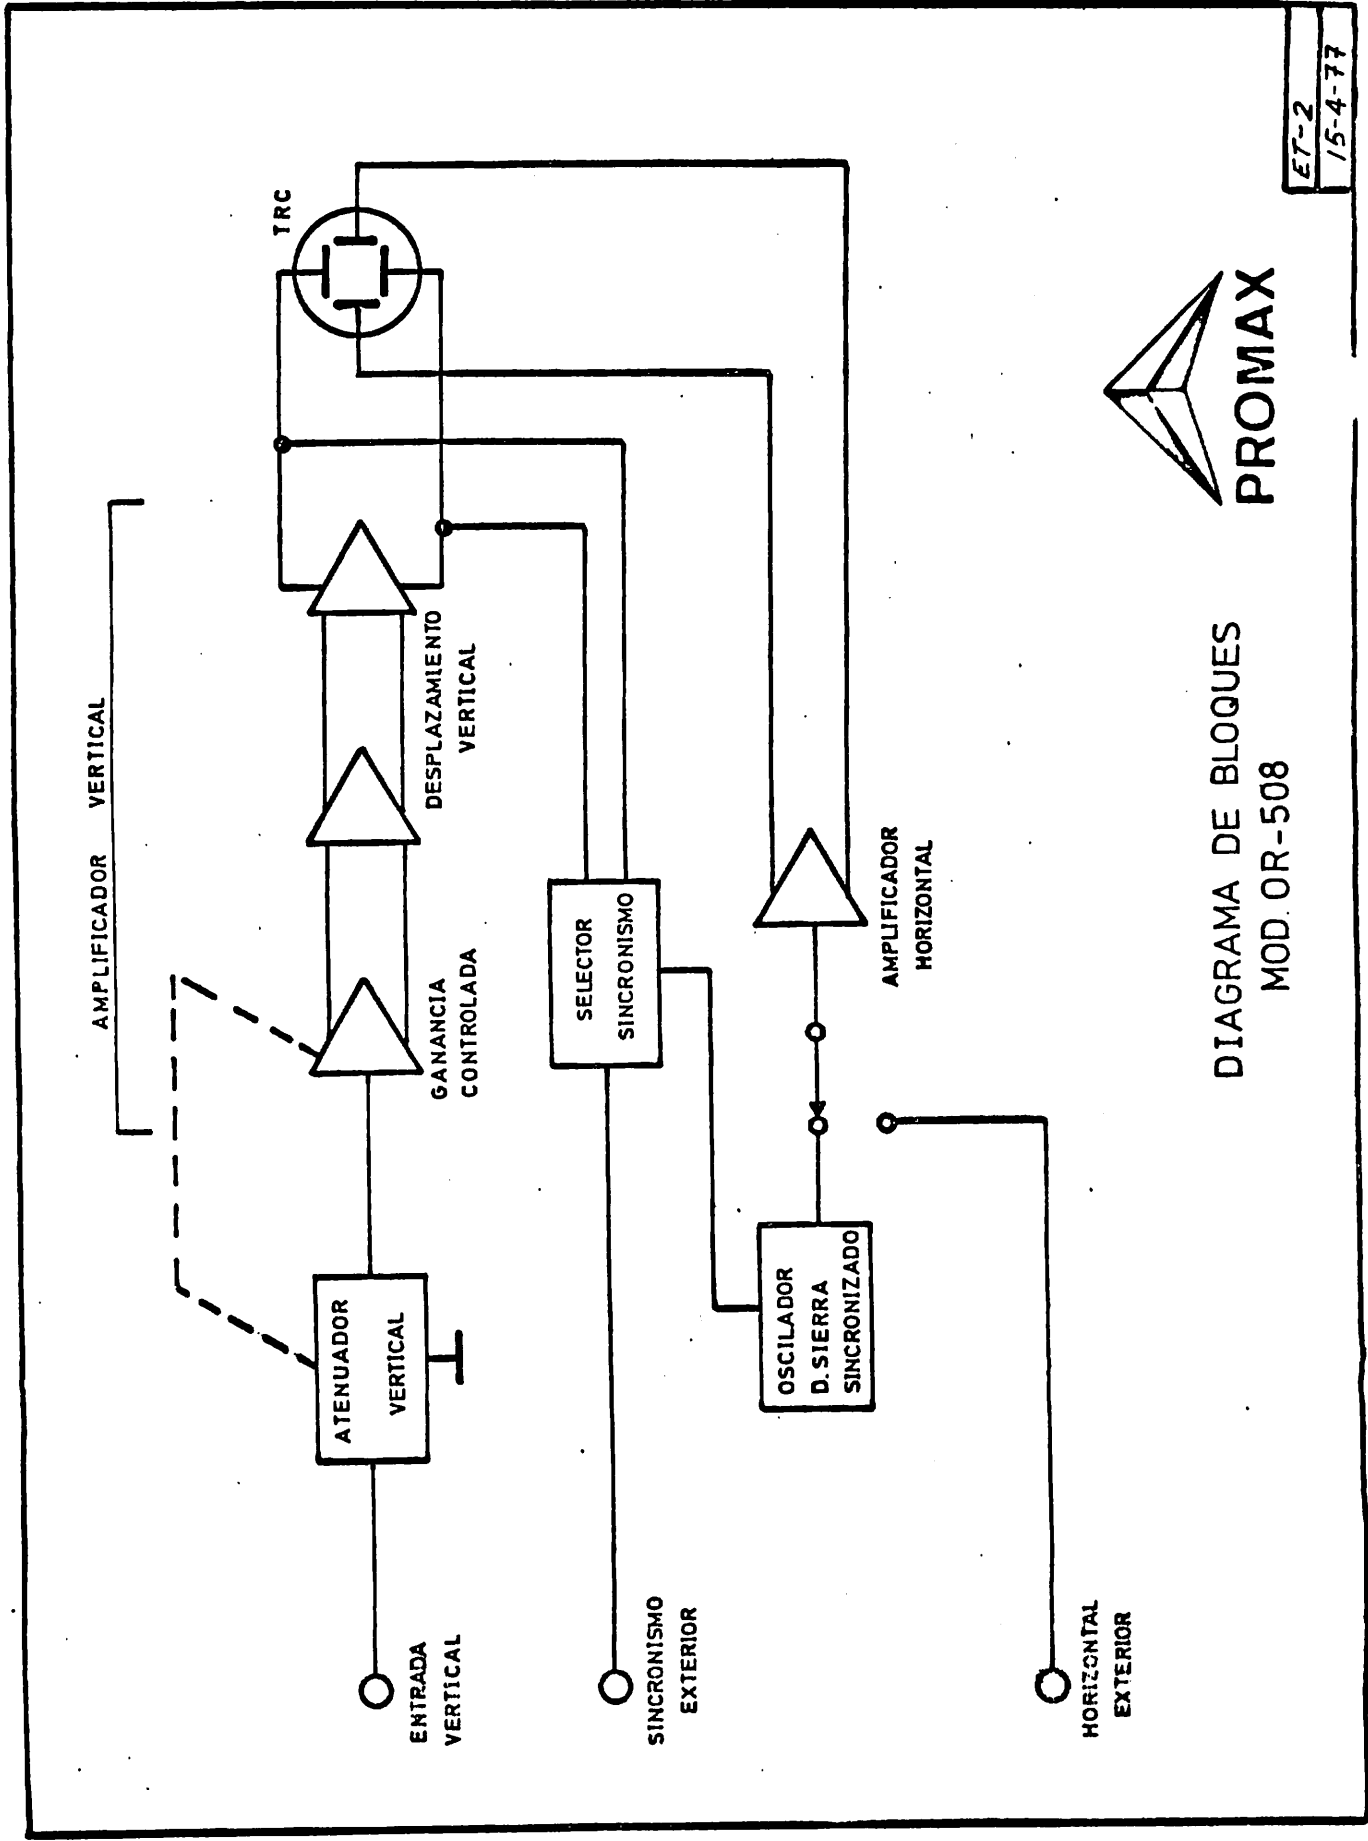 AMPLIFICADOR VERTICAL
TRC
ENTRADA
VERTICAL
ATENUADOR
VERTICAL
GANANCIA
CONTROLADA
DESPLAZAMIENTO
VERTICAL
SINCRONISMO
EXTERIOR
SELECTOR
SINCRONISMO
OSCILADOR
D.SIERRA
SINCRONIZADO
AMPLIFICADOR
HORIZONTAL
HORIZONTAL
EXTERIOR
DIAGRAMA DE BLOQUES
MOD. OR-508
PROMAX
ET-2
15-4-77